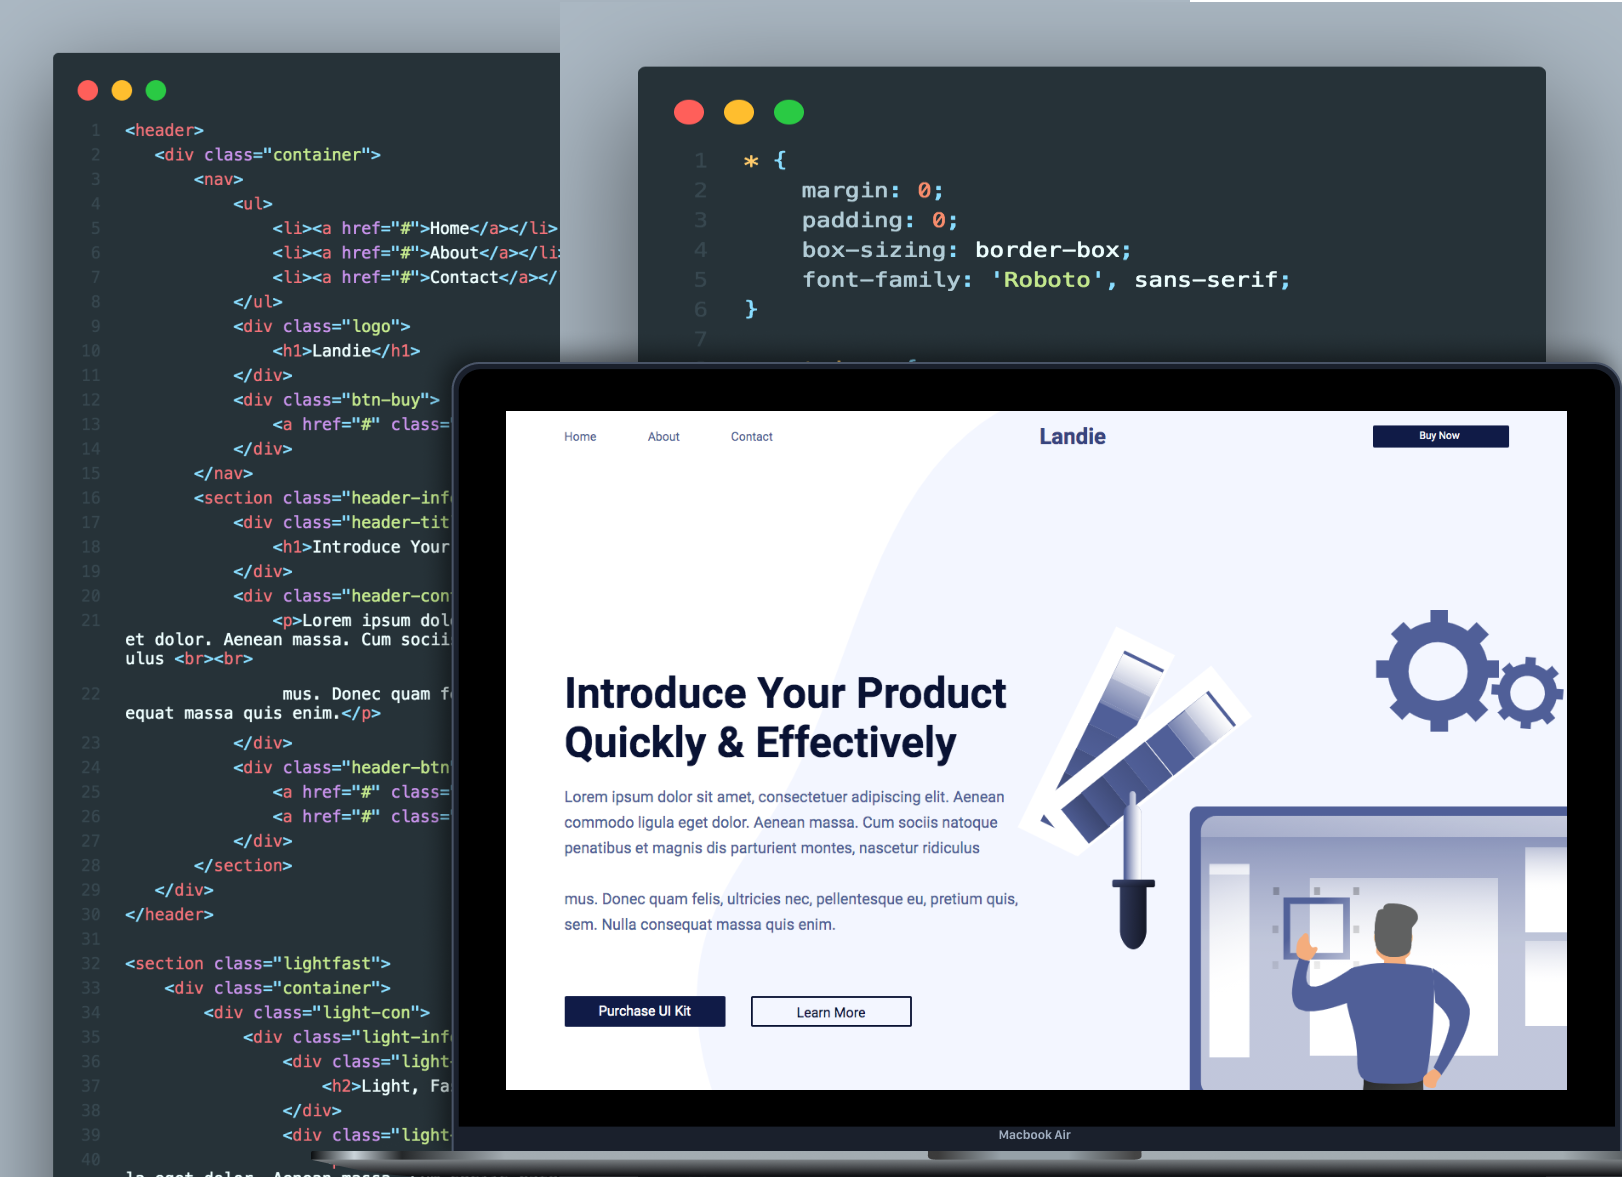 1 <header>
2 <div class="container">
3 <nav>
4 <ul>
5 <li><a href="#">Home</a></li>
6 <li><a href="#">About</a></li>
7 <li><a href="#">Contact</a></
8 </ul>
9 <div class="logo">
10 <h1>Landie</h1>
11 </div>
12 <div class="btn-buy">
13 <a href="#" class=
14 </div>
15 </nav>
16 <section class="header-info
17 <div class="header-tit
18 <h1>Introduce Your
19 </div>
20 <div class="header-con
21 <p>Lorem ipsum dol
et dolor. Aenean massa. Cum sociis
ulus <br><br>
22 mus. Donec quam fe
equat massa quis enim.</p>
23 </div>
24 <div class="header-btn"
25 <a href="#" class=
26 <a href="#" class=
27 </div>
28 </section>
29 </div>
30 </header>
31
32 <section class="lightfast">
33 <div class="container">
34 <div class="light-con">
35 <div class="light-info
36 <div class="light-
37 <h2>Light, Fa
38 </div>
39 <div class="light-
40
la eget dolor. Aenean massa.
1 * {
2 margin: 0;
3 padding: 0;
4 box-sizing: border-box;
5 font-family: 'Roboto', sans-serif;
6 }
7
Home About Contact Landie Buy Now
Introduce Your Product
Quickly & Effectively
Lorem ipsum dolor sit amet, consectetuer adipiscing elit. Aenean
commodo ligula eget dolor. Aenean massa. Cum sociis natoque
penatibus et magnis dis parturient montes, nascetur ridiculus
mus. Donec quam felis, ultricies nec, pellentesque eu, pretium quis,
sem. Nulla consequat massa quis enim.
Purchase UI Kit Learn More
Macbook Air